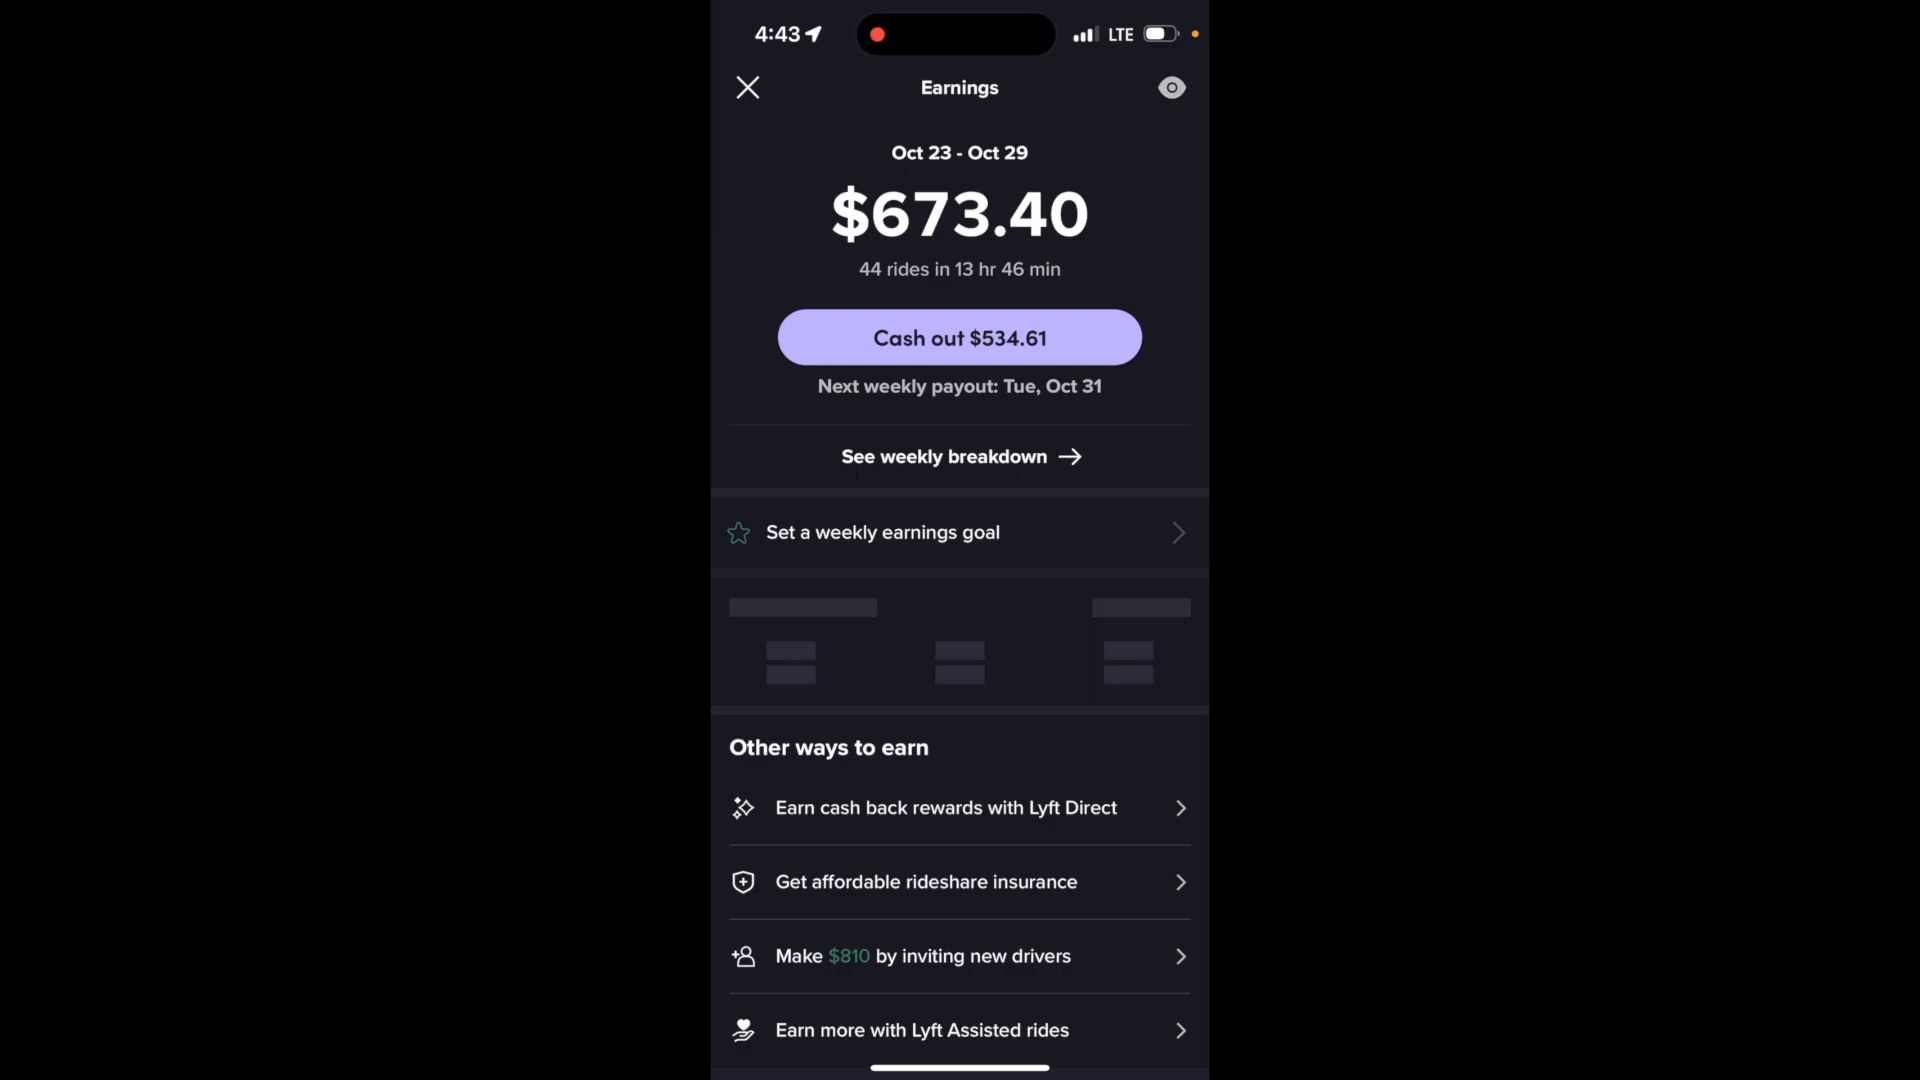 4:43
LTE
Earnings
Oct 23 - Oct 29
$673.40
44 rides in 13 hr 46 min
Cash out $534.61
Next weekly payout: Tue, Oct 31
See weekly breakdown
Set a weekly earnings goal
Other ways to earn
Earn cash back rewards with Lyft Direct
Get affordable rideshare insurance
Make $810 by inviting new drivers
Earn more with Lyft Assisted rides